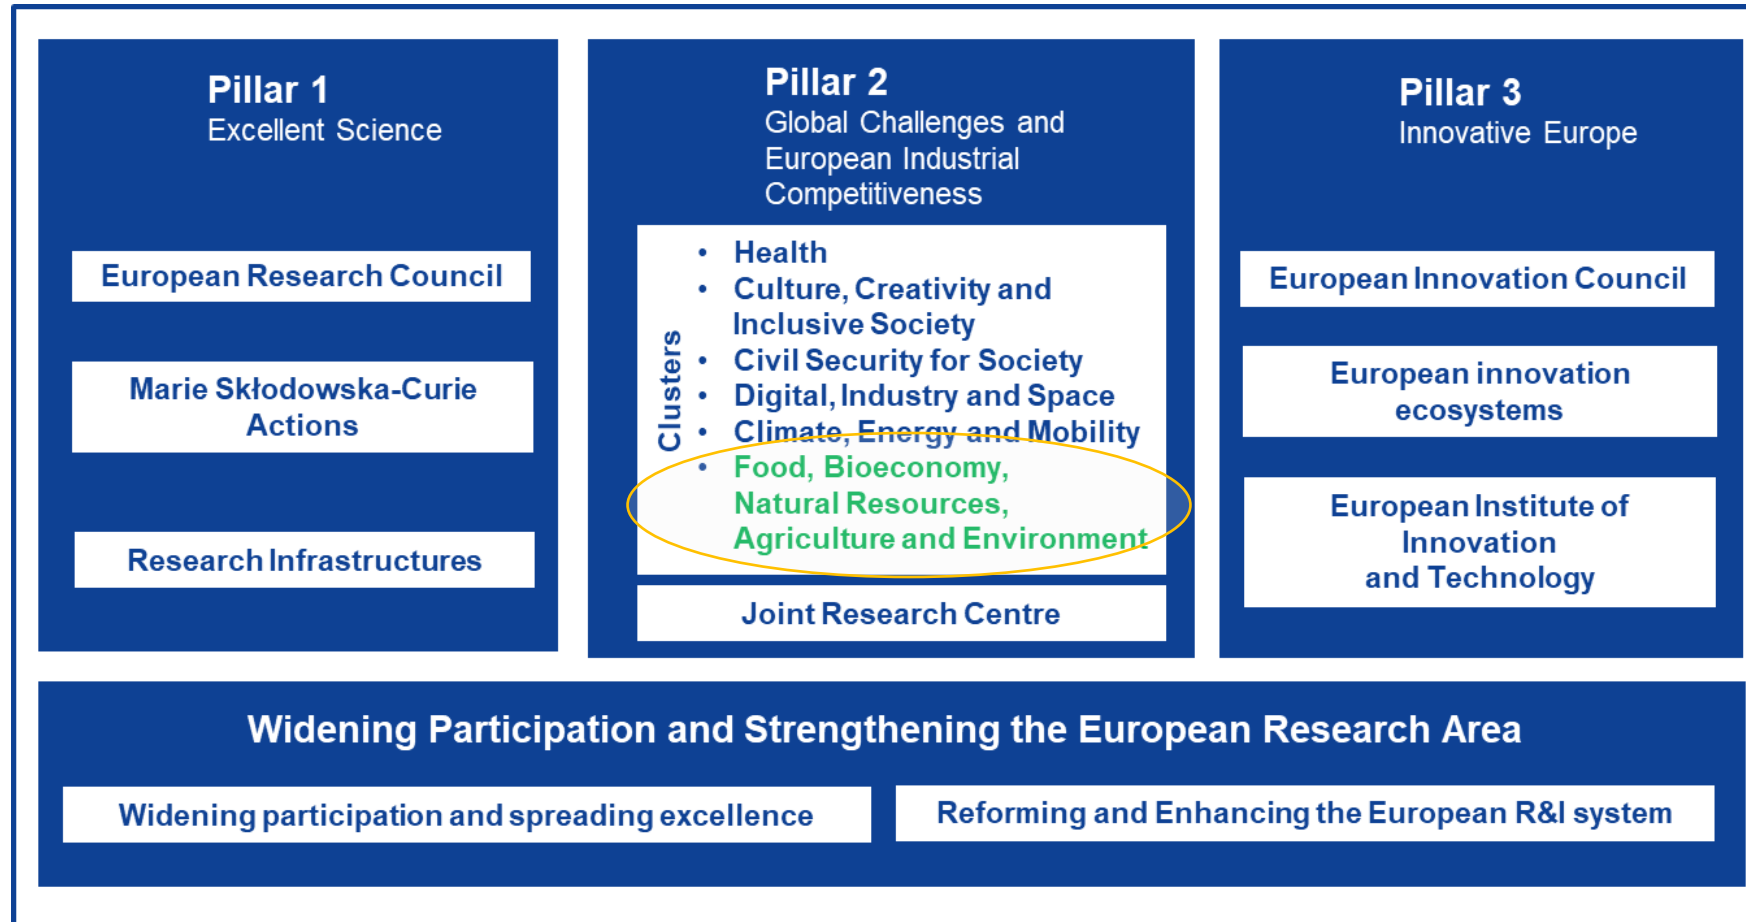 Pillar 1
Excellent Science
European Research Council
Marie Skłodowska-Curie
Actions
Research Infrastructures
Pillar 2
Global Challenges and
European Industrial
Competitiveness
Clusters
• Health
• Culture, Creativity and
Inclusive Society
• Civil Security for Society
• Digital, Industry and Space
• Climate, Energy and Mobility
• Food, Bioeconomy,
Natural Resources,
Agriculture and Environment
Joint Research Centre
Pillar 3
Innovative Europe
European Innovation Council
European innovation
ecosystems
European Institute of
Innovation
and Technology
Widening Participation and Strengthening the European Research Area
Widening participation and spreading excellence
Reforming and Enhancing the European R&I system